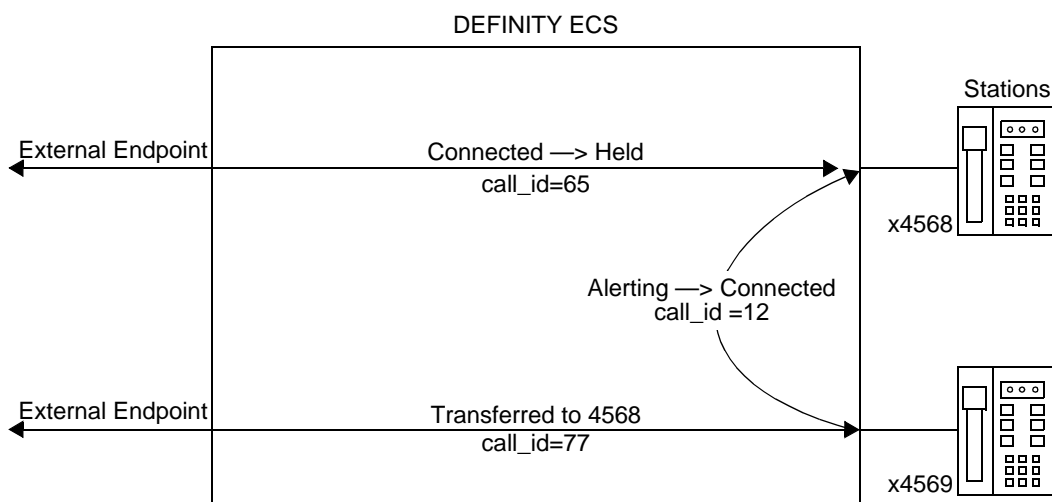 DEFINITY ECS
Stations
External Endpoint
Connected —> Held
call_id=65
x4568
Alerting —> Connected
call_id =12
External Endpoint
Transferred to 4568
call_id=77
x4569